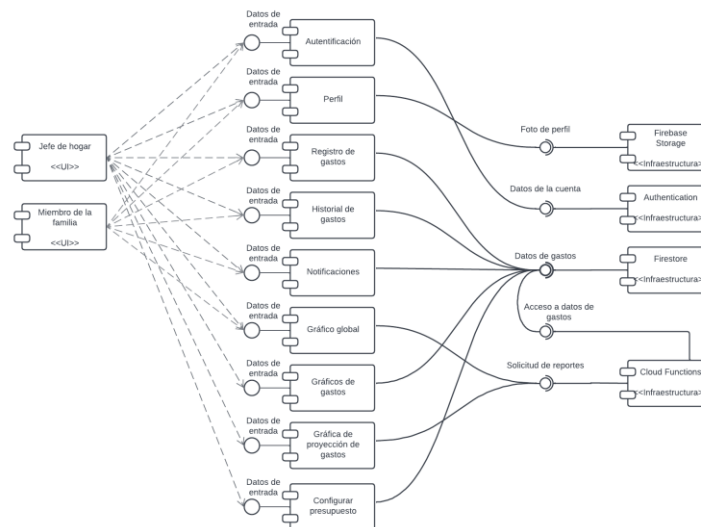 Datos de
entrada
Autentificación
Datos de
entrada
Perfil
Foto de perfil
Firebase
Storage
<<Infraestructura>>
Jefe de hogar
<<UI>>
Datos de
entrada
Registro de
gastos
Datos de la cuenta
Authentication
<<Infraestructura>>
Miembro de la
familia
<<UI>>
Datos de
entrada
Historial de
gastos
Datos de
entrada
Notificaciones
Datos de gastos
Firestore
<<Infraestructura>>
Datos de
entrada
Gráfico global
Acceso a datos de
gastos
Datos de
entrada
Gráficos de
gastos
Solicitud de reportes
Cloud Functions
<<Infraestructura>>
Datos de
entrada
Gráfica de
proyección de
gastos
Datos de
entrada
Configurar
presupuesto